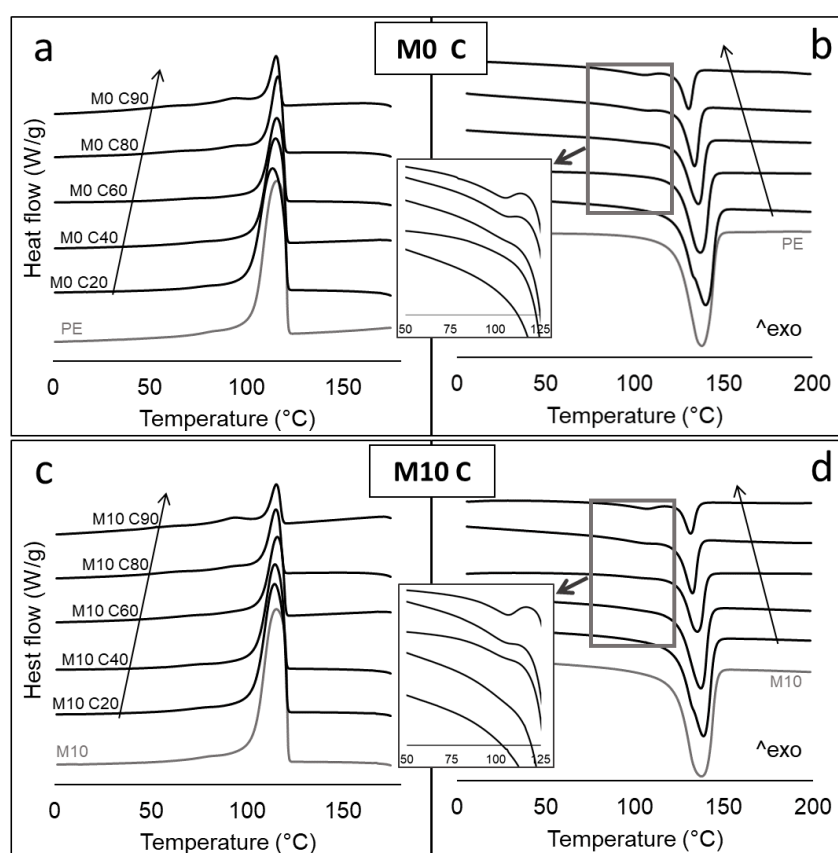 M0 C
a
M0 C90
M0 C80
M0 C60
M0 C40
M0 C20
PE
Heat flow (W/g)
0 50 100 150
Temperature (°C)
b
50 75 100 125
PE
^exo
0 50 100 150 200
Temperature (°C)
M10 C
c
M10 C90
M10 C80
M10 C60
M10 C40
M10 C20
M10
Hest flow (W/g)
0 50 100 150
Temperature (°C)
d
50 75 100 125
M10
^exo
0 50 100 150 200
Temperature (°C)